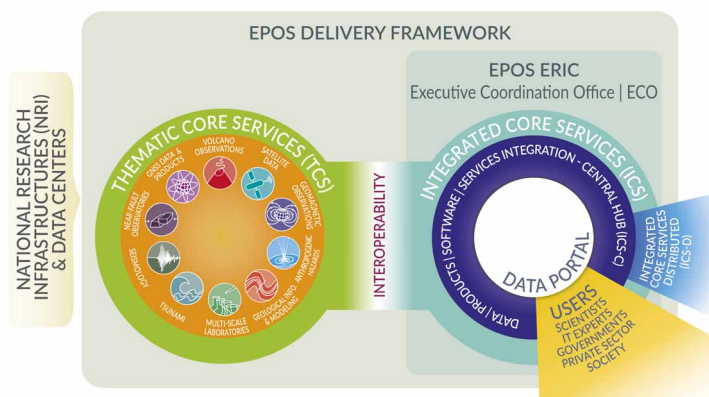 EPOS DELIVERY FRAMEWORK
EPOS ERIC
Executive Coordination Office | ECO
NATIONAL RESEARCH
INFRASTRUCTURES (NRI)
& DATA CENTERS
THEMATIC CORE SERVICES (TCS)
VOLCANO
OBSERVATIONS
SATELLITE
DATA
GEOMAGNETIC
OBSERVATIONS
ANTHROPOGENIC
HAZARDS
GEOLOGICAL INFO.
& MODELING
MULTI-SCALE
LABORATORIES
TSUNAMI
SEISMOLOGY
NEAR-FAULT
OBSERVATORIES
GNSS DATA &
PRODUCTS
INTEROPERABILITY
INTEGRATED CORE SERVICES (ICS)
DATA | PRODUCTS | SOFTWARE | SERVICES INTEGRATION - CENTRAL HUB (ICS-C)
DATA PORTAL
INTEGRATED
CORE SERVICES
DISTRIBUTED
(ICS-D)
USERS
SCIENTISTS
IT EXPERTS
GOVERNMENTS
PRIVATE SECTOR
SOCIETY